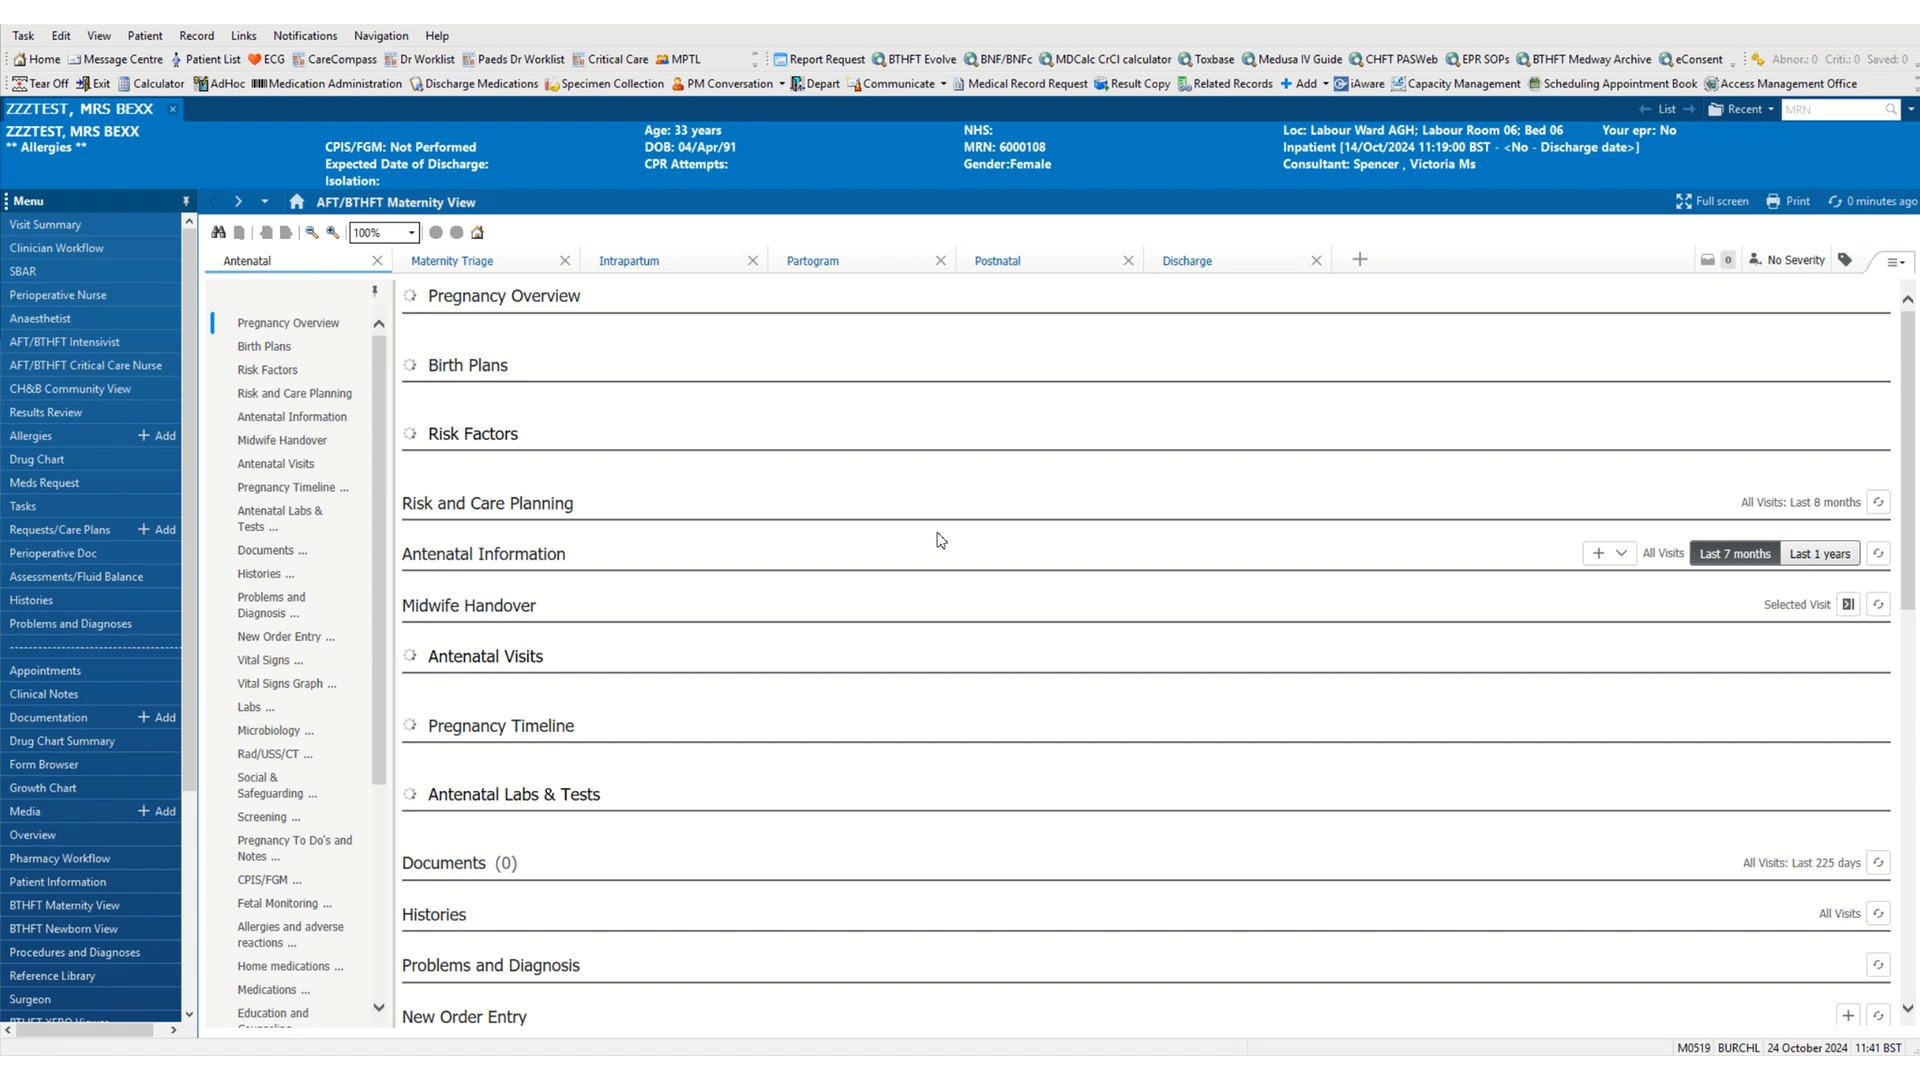 Task Edit View Patient Record Links Notifications Navigation Help
Home Message Centre Patient List ECG CareCompass Dr Worklist Paeds Dr Worklist Critical Care MPTL Report Request BTHFT Evolve BNF/BNFc MDCalc CrCl calculator Toxbase Medusa IV Guide CHFT PASWeb EPR SOPs BTHFT Medway Archive eConsent Abnor.: 0 Criti.: 0 Saved: 0
Tear Off Exit Calculator AdHoc Medication Administration Discharge Medications Specimen Collection PM Conversation Depart Communicate Medical Record Request Result Copy Related Records + Add iAware Capacity Management Scheduling Appointment Book Access Management Office
ZZZTEST, MRS BEXX × List Recent MRN
ZZZTEST, MRS BEXX Age: 33 years NHS: Loc: Labour Ward AGH; Labour Room 06; Bed 06 Your epr: No
** Allergies ** CPIS/FGM: Not Performed DOB: 04/Apr/91 MRN: 6000108 Inpatient [14/Oct/2024 11:19:00 BST - <No - Discharge date>]
Expected Date of Discharge: CPR Attempts: Gender:Female Consultant: Spencer , Victoria Ms
Isolation:
Menu
AFT/BTHFT Maternity View Full screen Print 0 minutes ago
100%
Antenatal Maternity Triage Intrapartum Partogram Postnatal Discharge + 0 No Severity
Visit Summary
Clinician Workflow
SBAR
Perioperative Nurse
Anaesthetist
AFT/BTHFT Intensivist
AFT/BTHFT Critical Care Nurse
CH&B Community View
Results Review
Allergies + Add
Drug Chart
Meds Request
Tasks
Requests/Care Plans + Add
Perioperative Doc
Assessments/Fluid Balance
Histories
Problems and Diagnoses
Appointments
Clinical Notes
Documentation + Add
Drug Chart Summary
Form Browser
Growth Chart
Media + Add
Overview
Pharmacy Workflow
Patient Information
BTHFT Maternity View
BTHFT Newborn View
Procedures and Diagnoses
Reference Library
Surgeon
BTHFT XERO Viewer
Pregnancy Overview
Birth Plans
Risk Factors
Risk and Care Planning
Antenatal Information
Midwife Handover
Antenatal Visits
Pregnancy Timeline ...
Antenatal Labs &
Tests ...
Documents ...
Histories ...
Problems and
Diagnosis ...
New Order Entry ...
Vital Signs ...
Vital Signs Graph ...
Labs ...
Microbiology ...
Rad/USS/CT ...
Social &
Safeguarding ...
Screening ...
Pregnancy To Do's and
Notes ...
CPIS/FGM ...
Fetal Monitoring ...
Allergies and adverse
reactions ...
Home medications ...
Medications ...
Education and
Counseling ...
Pregnancy Overview
Birth Plans
Risk Factors
Risk and Care Planning All Visits: Last 8 months
Antenatal Information + All Visits Last 7 months Last 1 years
Midwife Handover Selected Visit
Antenatal Visits
Pregnancy Timeline
Antenatal Labs & Tests
Documents (0) All Visits: Last 225 days
Histories All Visits
Problems and Diagnosis
New Order Entry +
M0519 BURCHL 24 October 2024 11:41 BST